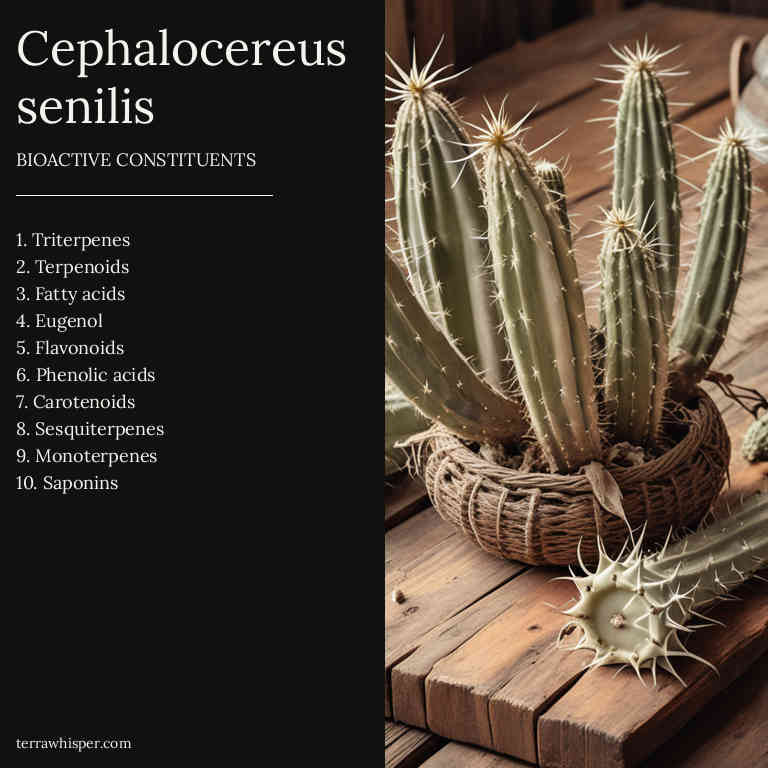 Cephalocereus
senilis
BIOACTIVE CONSTITUENTS
1. Triterpenes
2. Terpenoids
3. Fatty acids
4. Eugenol
5. Flavonoids
6. Phenolic acids
7. Carotenoids
8. Sesquiterpenes
9. Monoterpenes
10. Saponins
terrawhisper.com